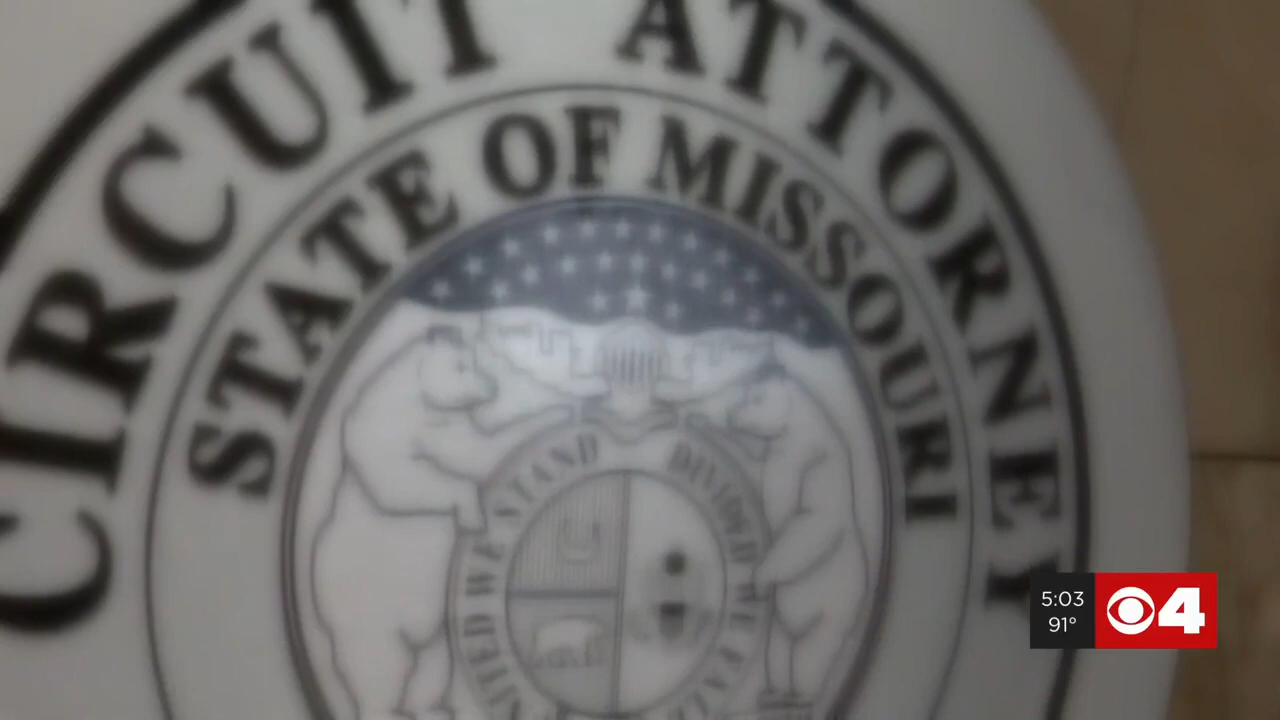 CIRCUIT ATTORNEY
STATE OF MISSOURI
UNITED WE STAND DIVIDED WE FALL
5:03
91°
4